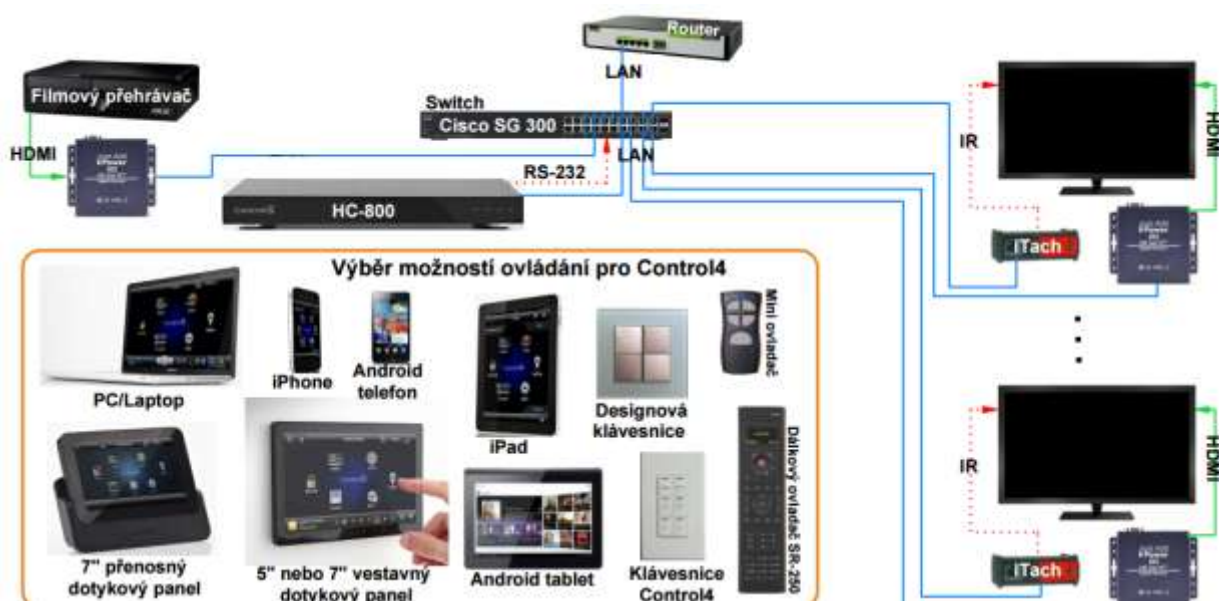 Router
LAN
Filmový přehrávač
Switch
Cisco SG 300
HDMI
LAN
RS-232
HC-800
IR
HDMI
iTach
Výběr možností ovládání pro Control4
PC/Laptop
iPhone
Android
telefon
iPad
Designová
klávesnice
Mini ovladač
7" přenosný
dotykový panel
5" nebo 7" vestavný
dotykový panel
Android tablet
Klávesnice
Control4
Dálkový ovladač SR-250
IR
HDMI
iTach